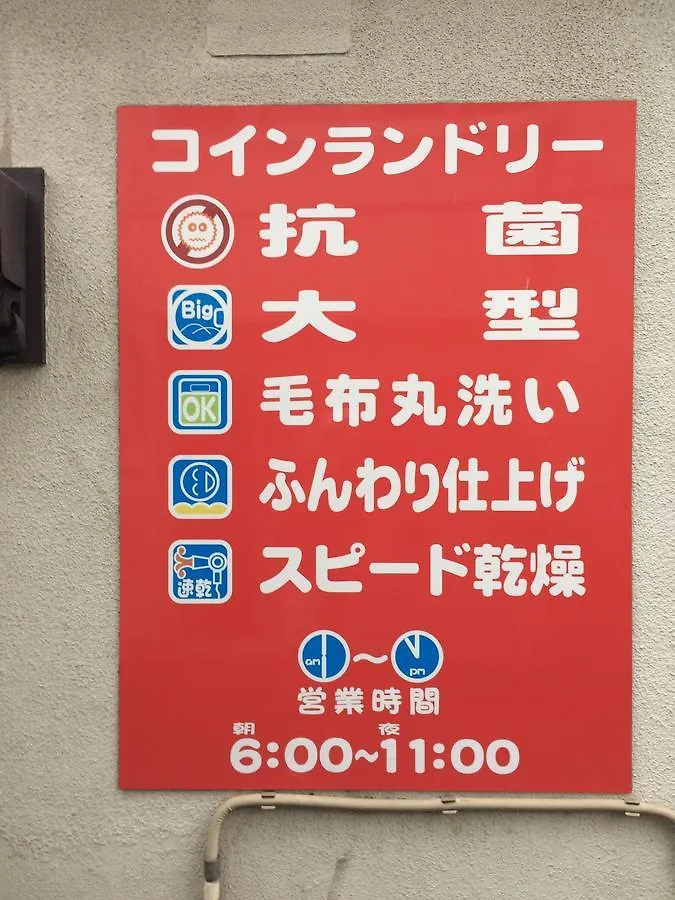 コインランドリー
抗菌
Big 大型
OK 毛布丸洗い
ふんわり仕上げ
速乾 スピード乾燥
am ～ pm
営業時間
朝 夜
6:00～11:00